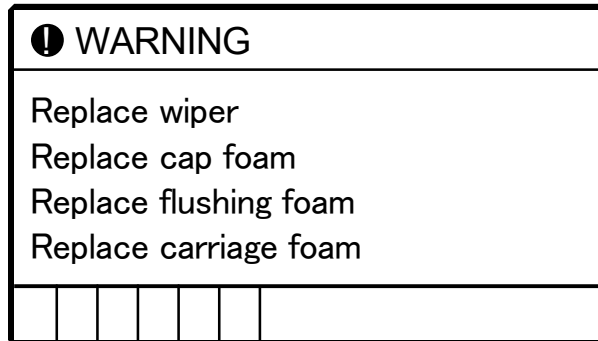 WARNING
Replace wiper
Replace cap foam
Replace flushing foam
Replace carriage foam